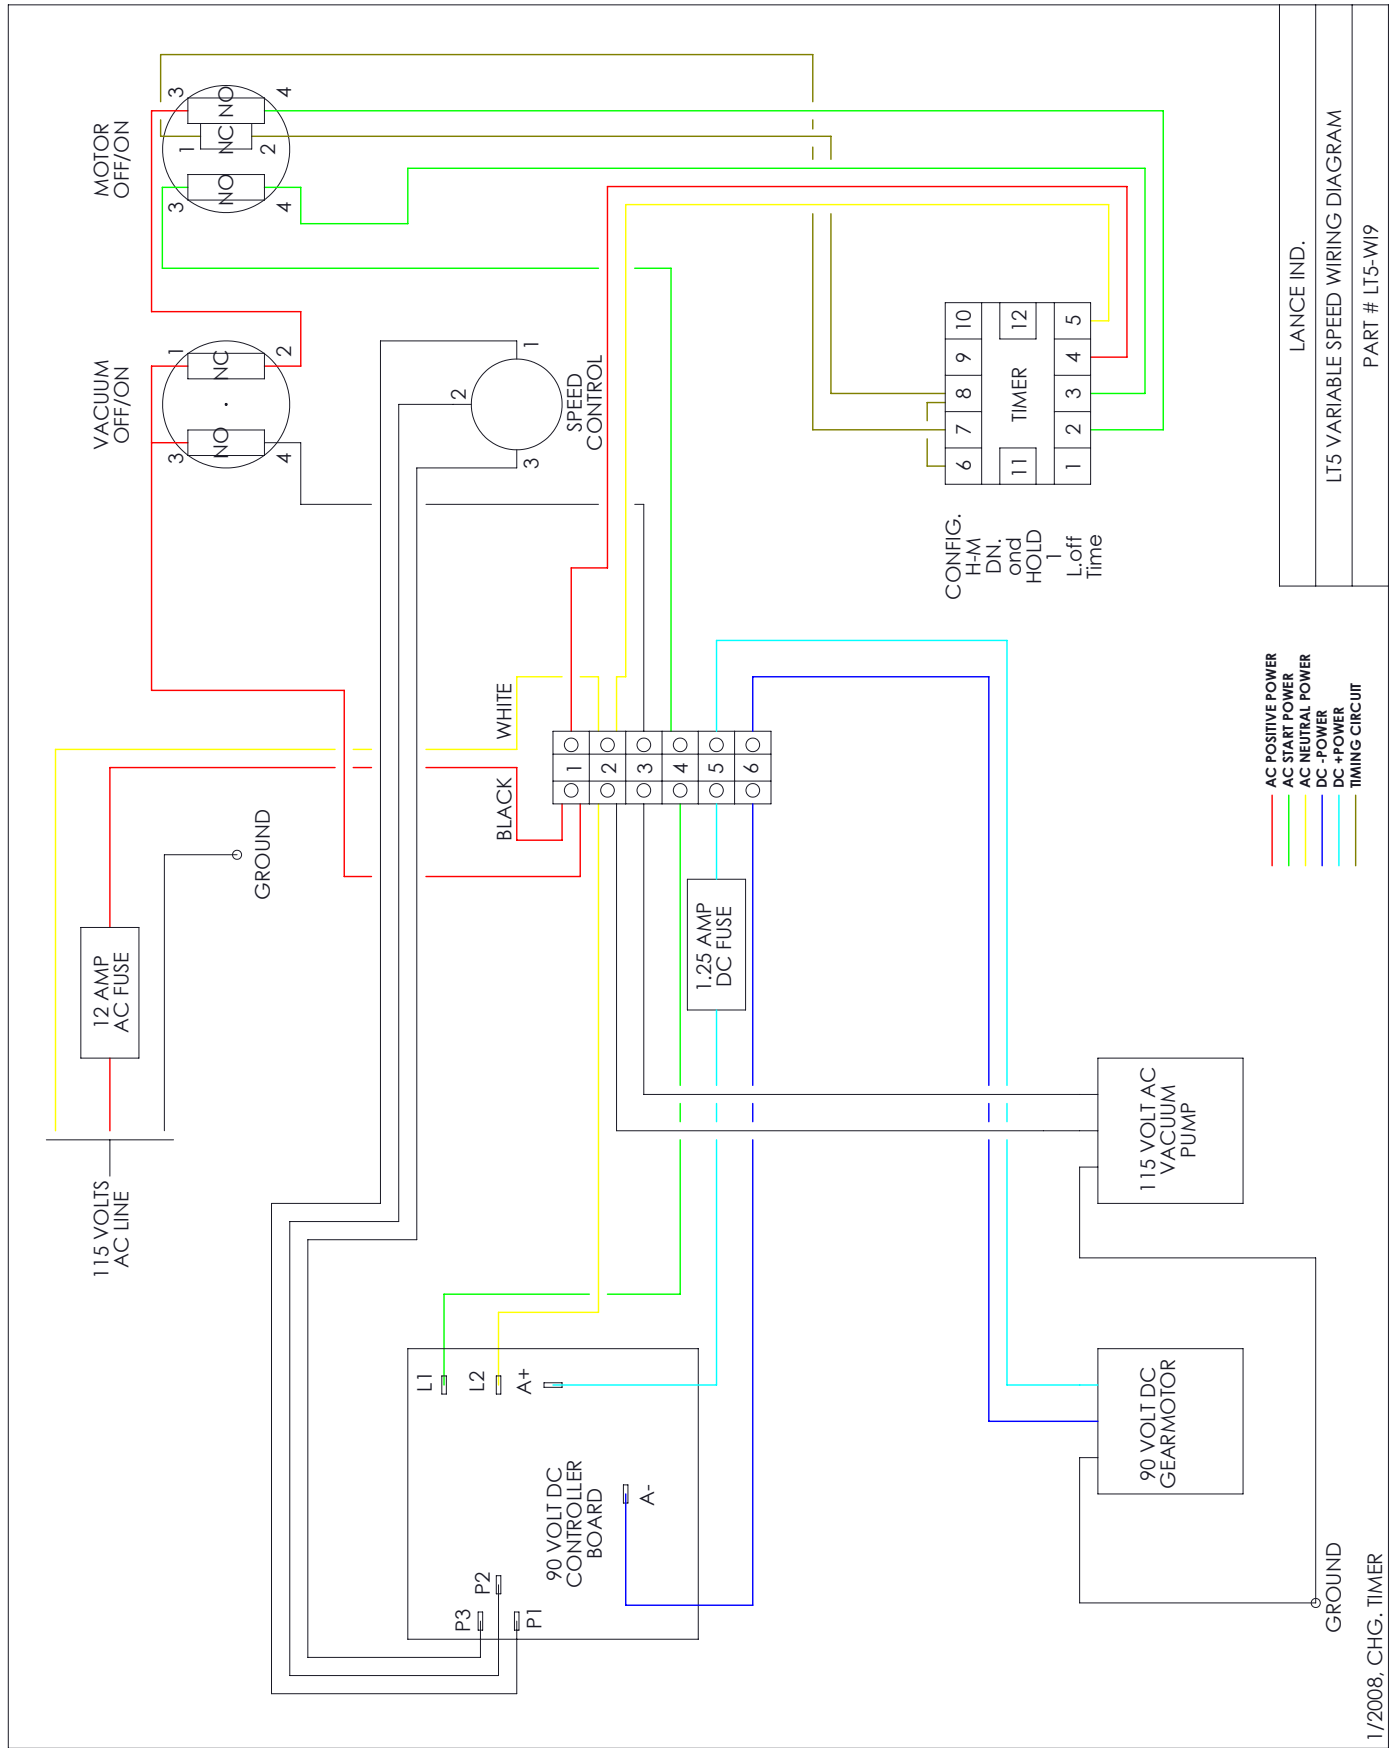 115 VOLTS
AC LINE
12 AMP
AC FUSE
GROUND
VACUUM
OFF/ON
3
NO
4
1
NC
2
MOTOR
OFF/ON
3
NO
4
1
NC
2
3
NO
4
BLACK
WHITE
1
2
3
4
5
6
3
2
1
SPEED
CONTROL
P3
P2
P1
90 VOLT DC
CONTROLLER
BOARD
A-
L1
L2
A+
1.25 AMP
DC FUSE
CONFIG.
H-M
DN.
ond
HOLD
1
L.off
Time
6
7
8
9
10
11
TIMER
12
1
2
3
4
5
90 VOLT DC
GEARMOTOR
115 VOLT AC
VACUUM
PUMP
GROUND
AC POSITIVE POWER
AC START POWER
AC NEUTRAL POWER
DC -POWER
DC +POWER
TIMING CIRCUIT
LANCE IND.
LT5 VARIABLE SPEED WIRING DIAGRAM
PART # LT5-WI9
1/2008, CHG. TIMER